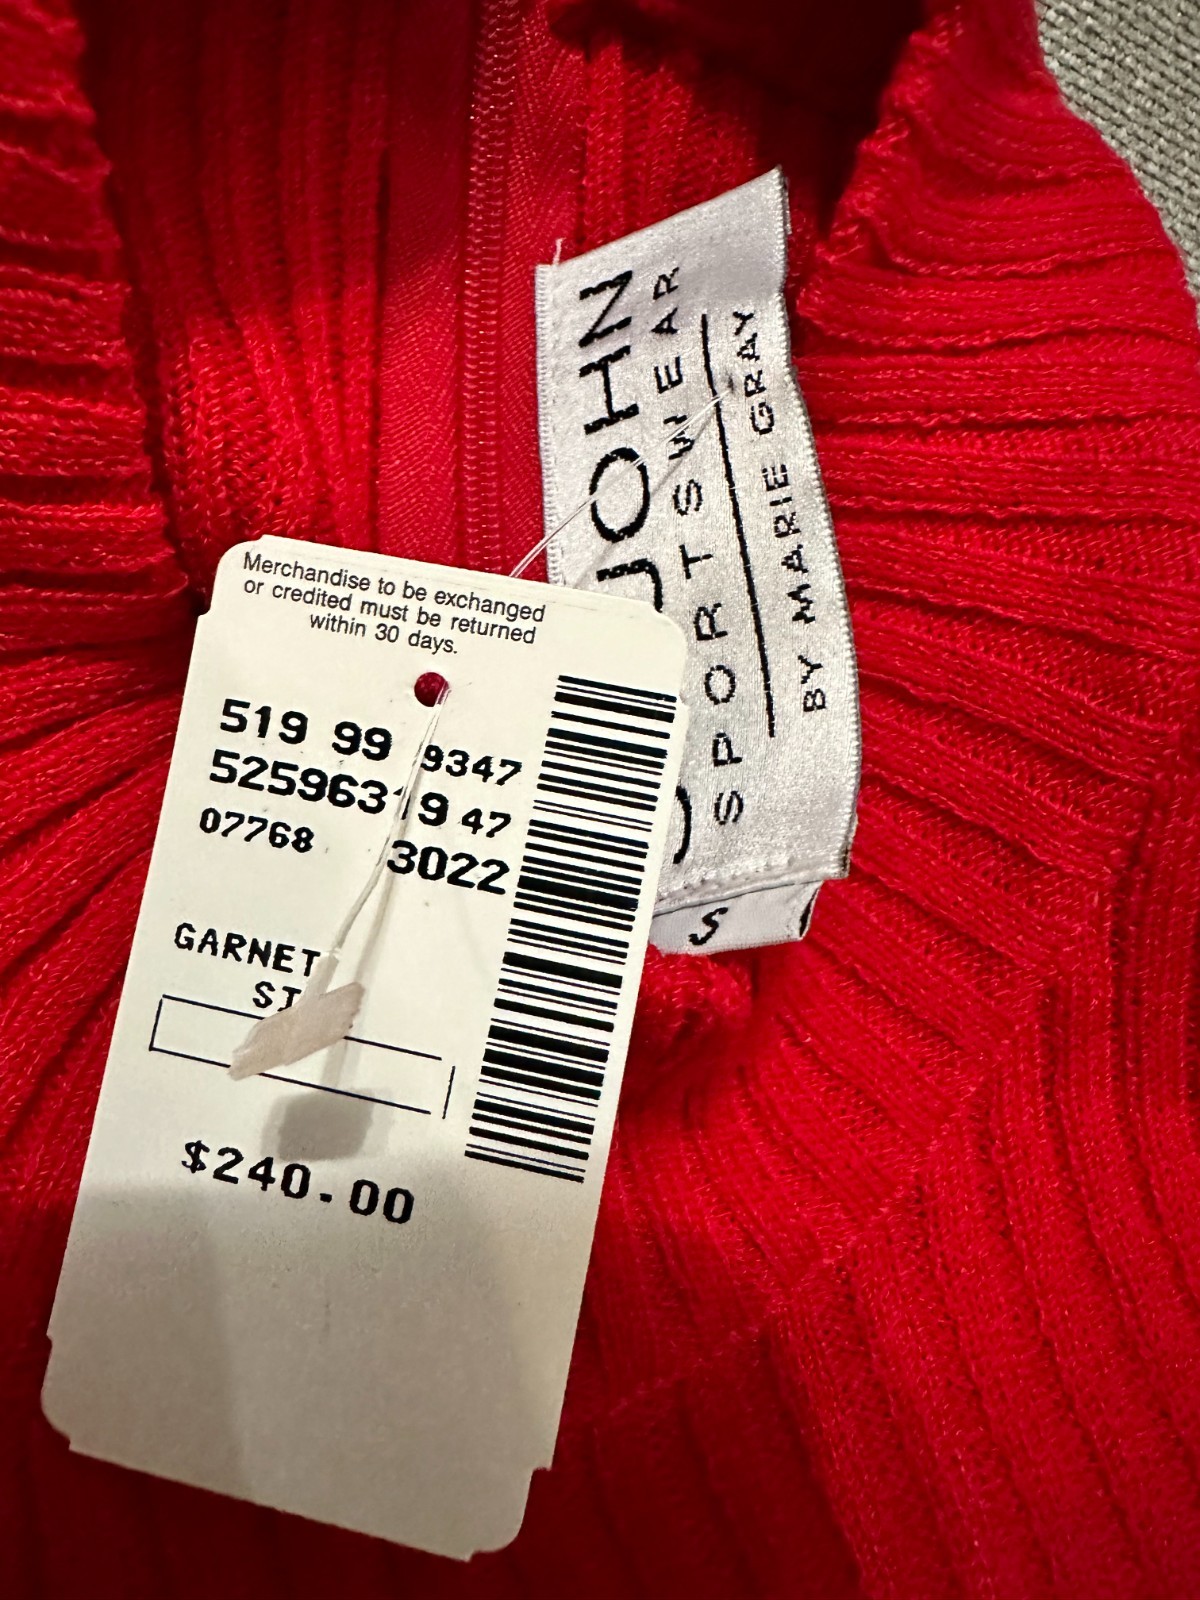 Merchandise to be exchanged
or credited must be returned
within 30 days.
519 99 9347
52596319 47
07768 3022
GARNET
$240.00
JOHN
SPORTSWEAR
BY MARIE GRAY
S